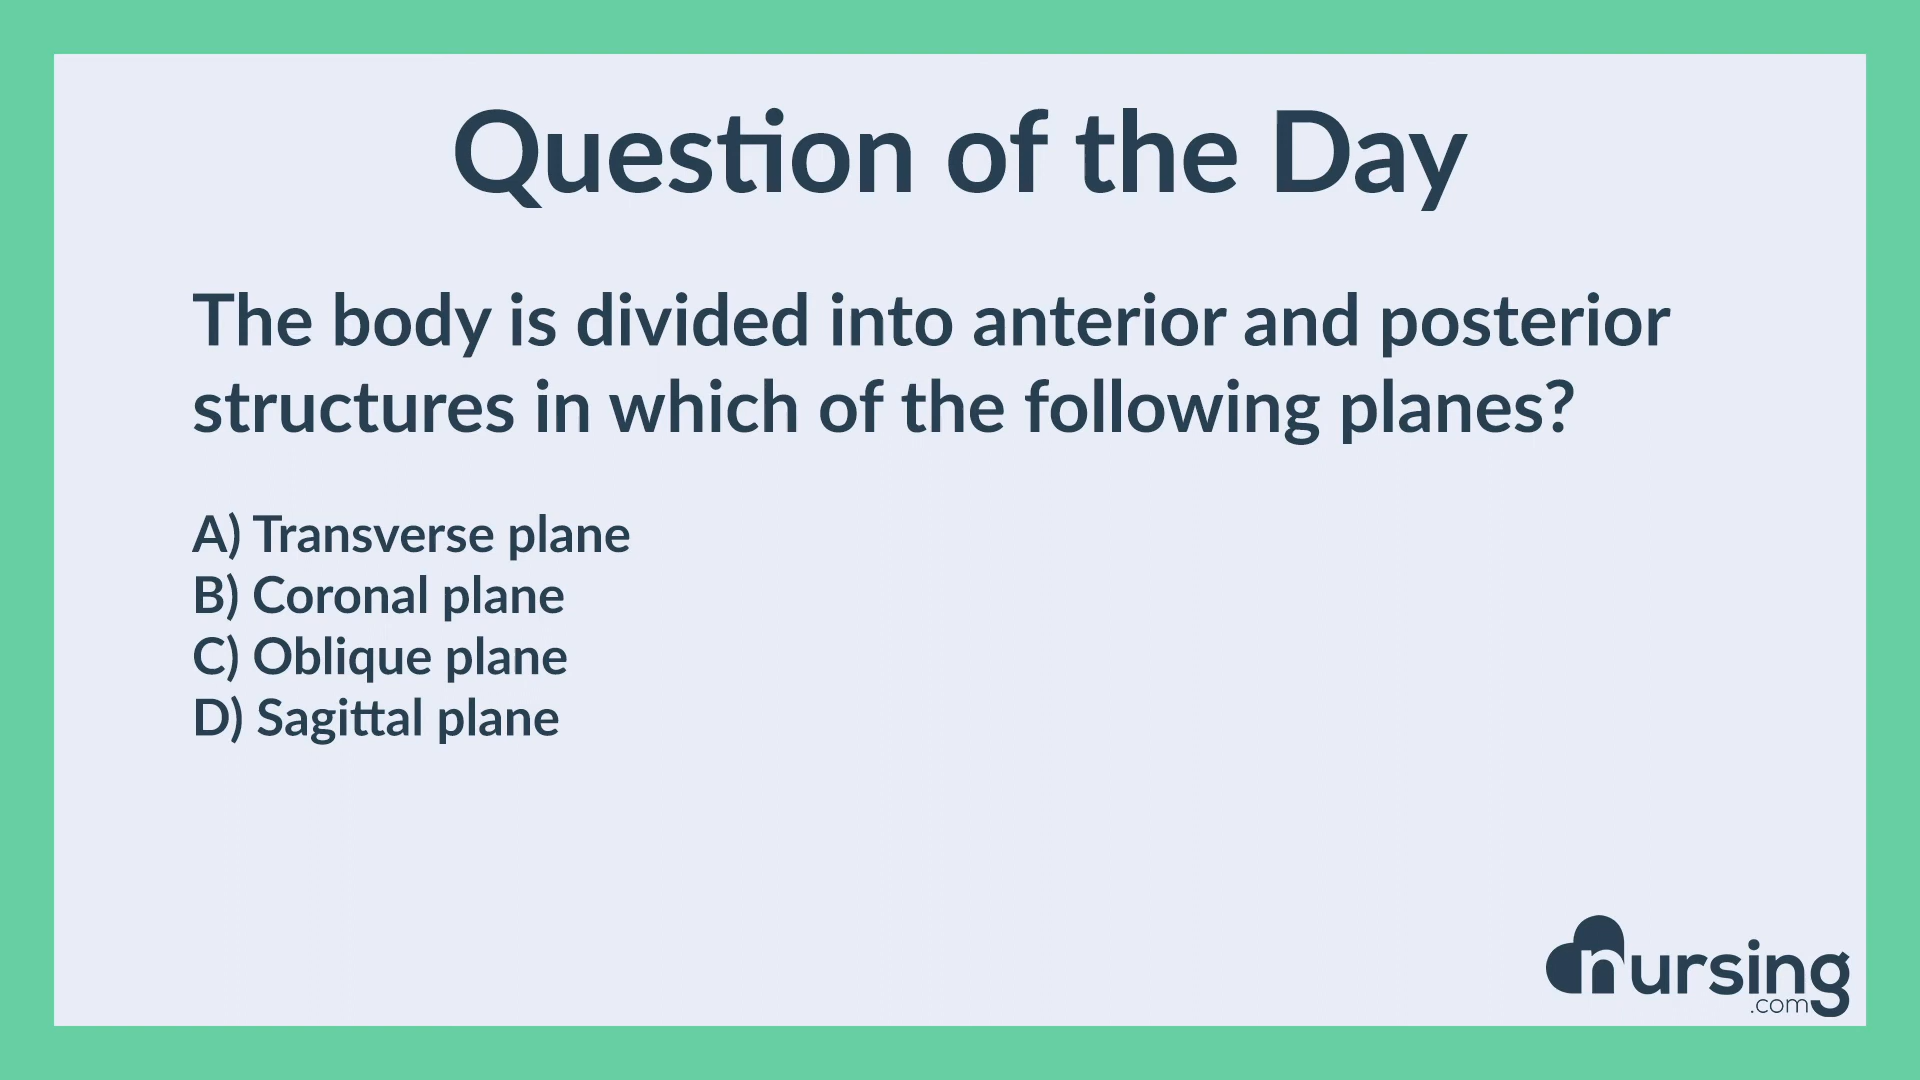 Question of the Day
The body is divided into anterior and posterior
structures in which of the following planes?
A) Transverse plane
B) Coronal plane
C) Oblique plane
D) Sagittal plane
nursing
.com